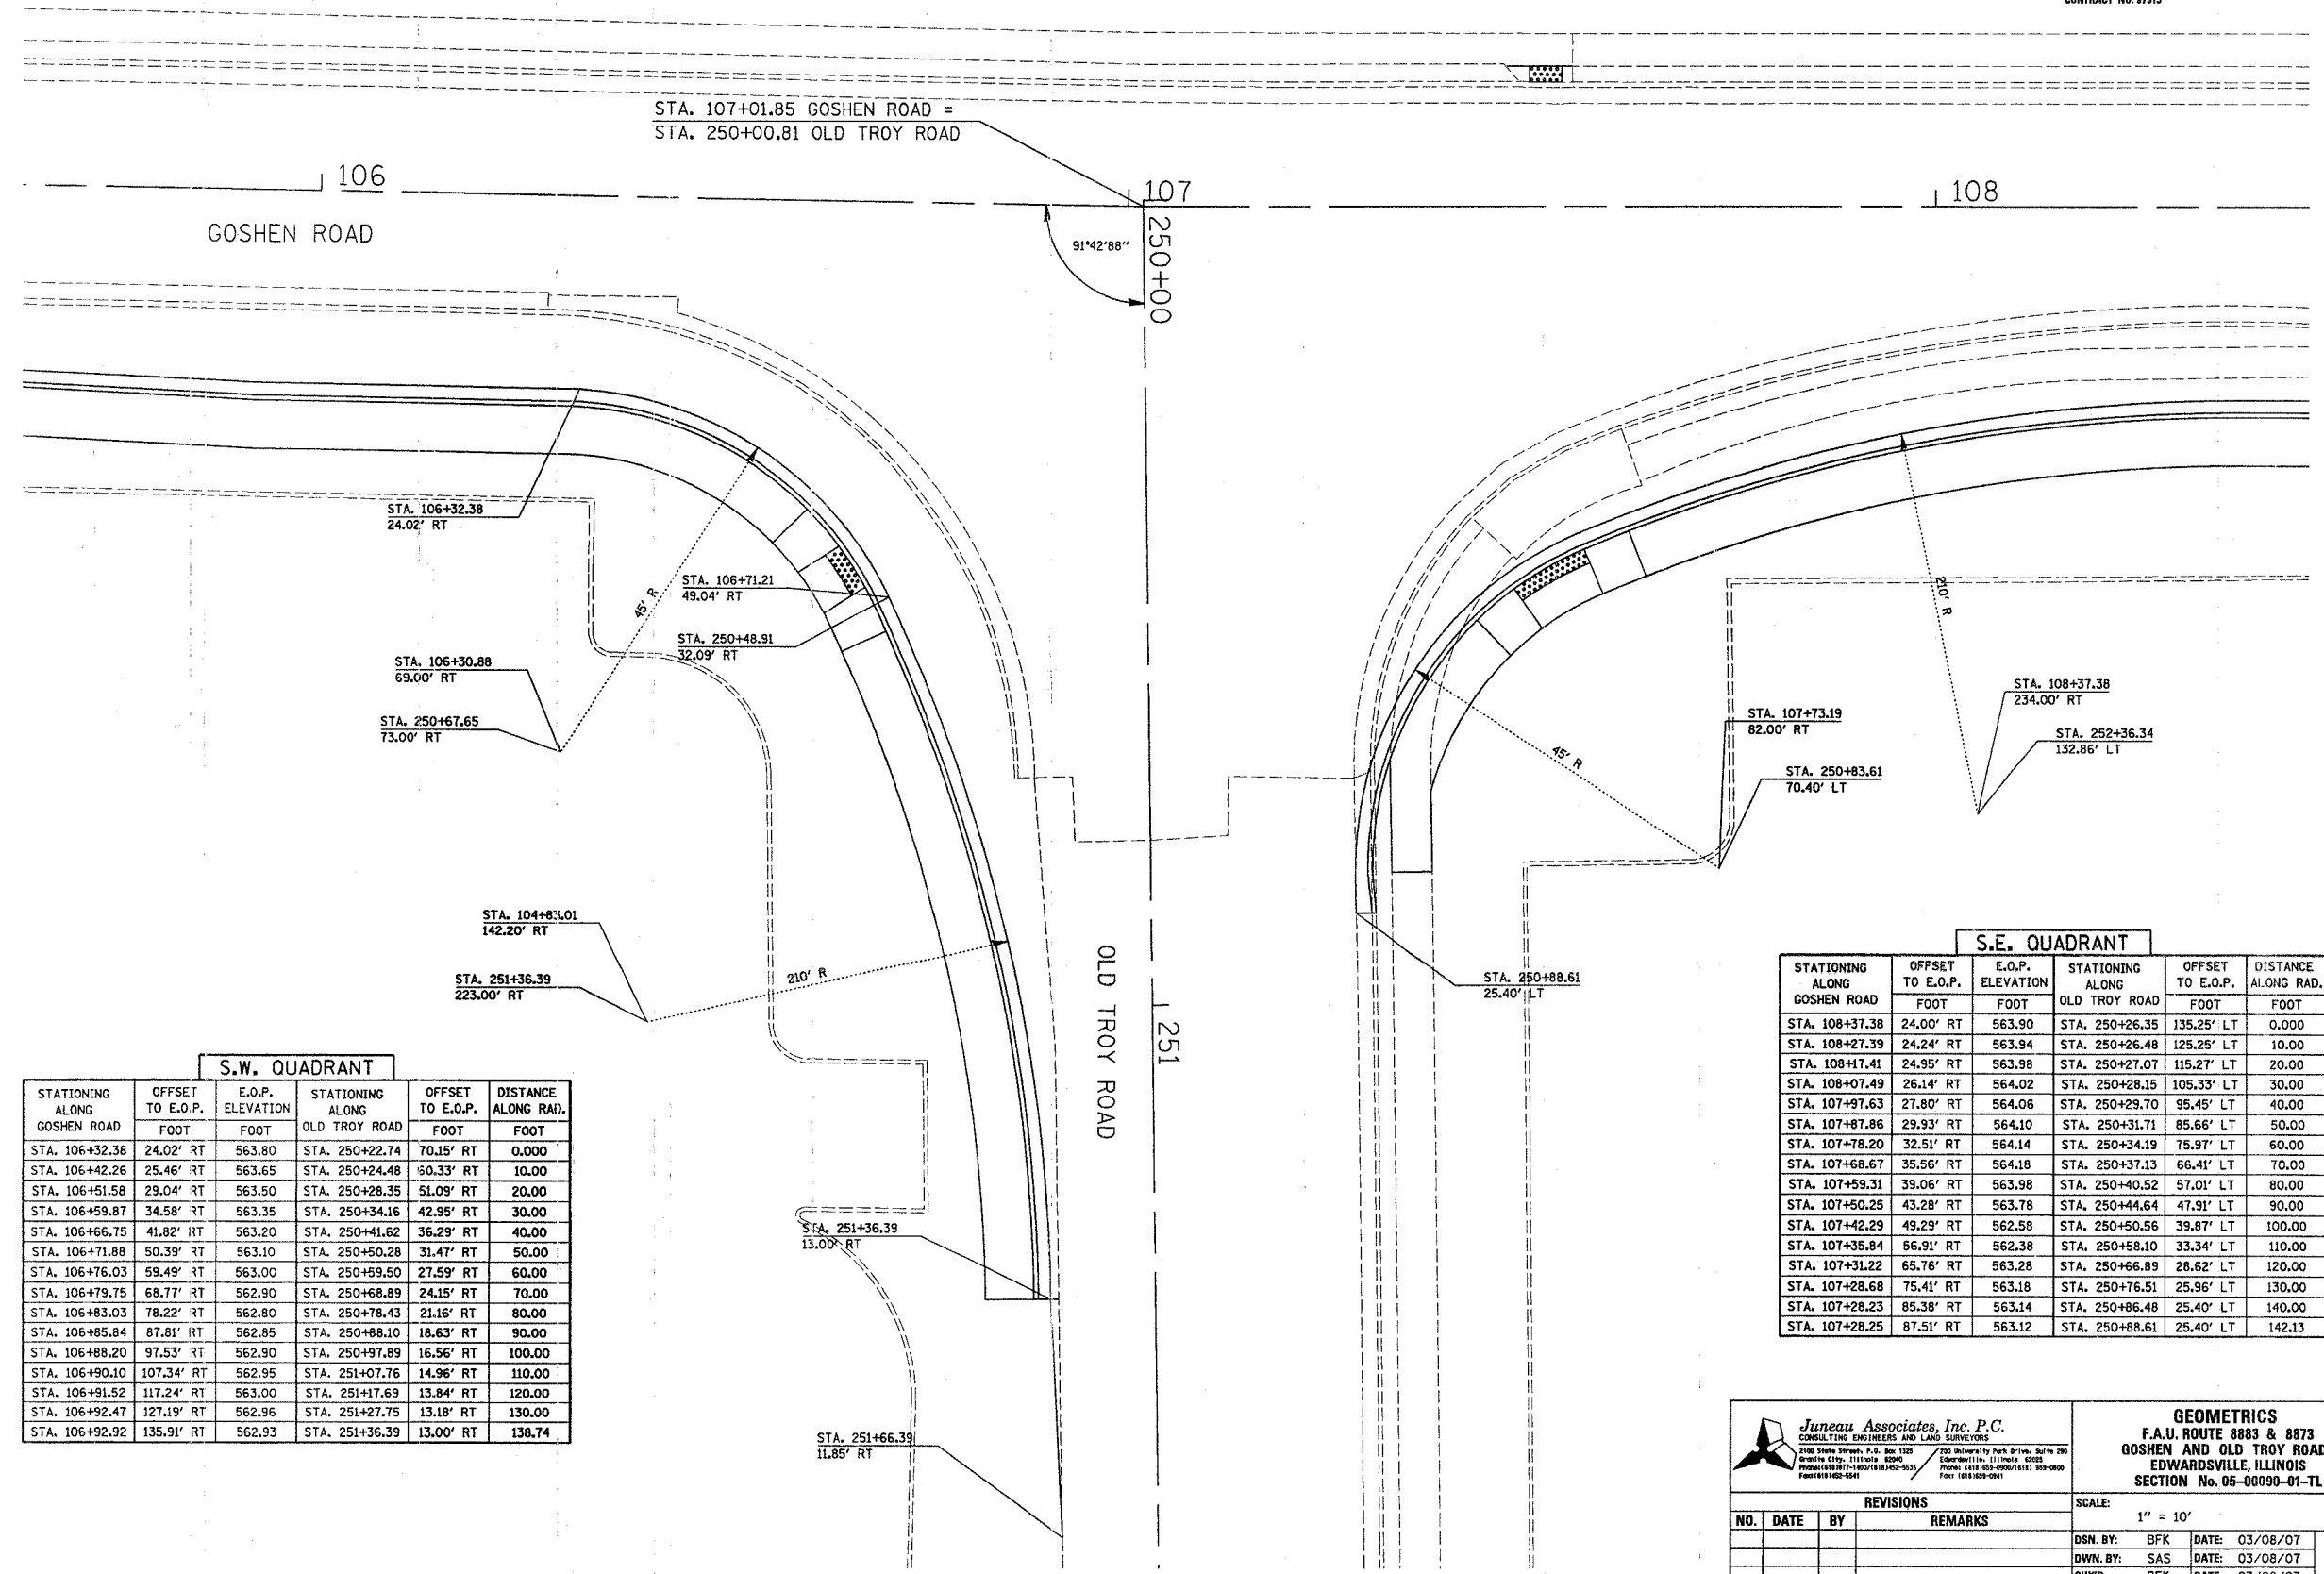 CONTRACT NO. 97313
STA. 107+01.85 GOSHEN ROAD =
STA. 250+00.81 OLD TROY ROAD
106
107
108
GOSHEN ROAD
91°42'88"
250+00
STA. 106+32.38
24.02' RT
45' R
STA. 106+71.21
49.04' RT
STA. 250+48.91
32.09' RT
STA. 106+30.88
69.00' RT
STA. 250+67.65
73.00' RT
210' R
STA. 108+37.38
234.00' RT
STA. 107+73.19
82.00' RT
STA. 252+36.34
132.86' LT
45' R
STA. 250+83.61
70.40' LT
STA. 104+83.01
142.20' RT
STA. 251+36.39
223.00' RT
210' R
OLD TROY ROAD
251
STA. 250+88.61
25.40' LT
STA. 251+36.39
13.00' RT
STA. 251+66.39
11.85' RT
S.W. QUADRANT
STATIONING ALONG GOSHEN ROAD OFFSET TO E.O.P. E.O.P. ELEVATION STATIONING ALONG OLD TROY ROAD OFFSET TO E.O.P. DISTANCE ALONG RAD.
FOOT FOOT FOOT FOOT
STA. 106+32.38 24.02' RT 563.80 STA. 250+22.74 70.15' RT 0.000
STA. 106+42.26 25.46' RT 563.65 STA. 250+24.48 60.33' RT 10.00
STA. 106+51.58 29.04' RT 563.50 STA. 250+28.35 51.09' RT 20.00
STA. 106+59.87 34.58' RT 563.35 STA. 250+34.16 42.95' RT 30.00
STA. 106+66.75 41.82' RT 563.20 STA. 250+41.62 36.29' RT 40.00
STA. 106+71.88 50.39' RT 563.10 STA. 250+50.28 31.47' RT 50.00
STA. 106+76.03 59.49' RT 563.00 STA. 250+59.50 27.59' RT 60.00
STA. 106+79.75 68.77' RT 562.90 STA. 250+68.89 24.15' RT 70.00
STA. 106+83.03 78.22' RT 562.80 STA. 250+78.43 21.16' RT 80.00
STA. 106+85.84 87.81' RT 562.85 STA. 250+88.10 18.63' RT 90.00
STA. 106+88.20 97.53' RT 562.90 STA. 250+97.89 16.56' RT 100.00
STA. 106+90.10 107.34' RT 562.95 STA. 251+07.76 14.96' RT 110.00
STA. 106+91.52 117.24' RT 563.00 STA. 251+17.69 13.84' RT 120.00
STA. 106+92.47 127.19' RT 562.96 STA. 251+27.75 13.18' RT 130.00
STA. 106+92.92 135.91' RT 562.93 STA. 251+36.39 13.00' RT 138.74
S.E. QUADRANT
STATIONING ALONG GOSHEN ROAD OFFSET TO E.O.P. E.O.P. ELEVATION STATIONING ALONG OLD TROY ROAD OFFSET TO E.O.P. DISTANCE ALONG RAD.
FOOT FOOT FOOT FOOT
STA. 108+37.38 24.00' RT 563.90 STA. 250+26.35 135.25' LT 0.000
STA. 108+27.39 24.24' RT 563.94 STA. 250+26.48 125.25' LT 10.00
STA. 108+17.41 24.95' RT 563.98 STA. 250+27.07 115.27' LT 20.00
STA. 108+07.49 26.14' RT 564.02 STA. 250+28.15 105.33' LT 30.00
STA. 107+97.63 27.80' RT 564.06 STA. 250+29.70 95.45' LT 40.00
STA. 107+87.86 29.93' RT 564.10 STA. 250+31.71 85.66' LT 50.00
STA. 107+78.20 32.51' RT 564.14 STA. 250+34.19 75.97' LT 60.00
STA. 107+68.67 35.56' RT 564.18 STA. 250+37.13 66.41' LT 70.00
STA. 107+59.31 39.06' RT 563.98 STA. 250+40.52 57.01' LT 80.00
STA. 107+50.25 43.28' RT 563.78 STA. 250+44.64 47.91' LT 90.00
STA. 107+42.29 49.29' RT 562.58 STA. 250+50.56 39.87' LT 100.00
STA. 107+35.84 56.91' RT 562.38 STA. 250+58.10 33.34' LT 110.00
STA. 107+31.22 65.76' RT 563.28 STA. 250+66.89 28.62' LT 120.00
STA. 107+28.68 75.41' RT 563.18 STA. 250+76.51 25.96' LT 130.00
STA. 107+28.23 85.38' RT 563.14 STA. 250+86.48 25.40' LT 140.00
STA. 107+28.25 87.51' RT 563.12 STA. 250+88.61 25.40' LT 142.13
Juneau Associates, Inc. P.C.
CONSULTING ENGINEERS AND LAND SURVEYORS
2100 State Street, P.O. Box 1325
Granite City, Illinois 62040
200 University Park Drive, Suite 260
Edwardsville, Illinois 62025
GEOMETRICS
F.A.U. ROUTE 8883 & 8873
GOSHEN AND OLD TROY ROAD
EDWARDSVILLE, ILLINOIS
SECTION No. 05-00090-01-TL
REVISIONS
NO. DATE BY REMARKS
SCALE:
1" = 10'
DSN. BY: BFK DATE: 03/08/07
DWN. BY: SAS DATE: 03/08/07